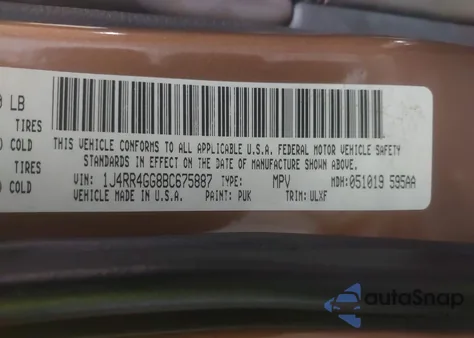 LB
TIRES
COLD
TIRES
COLD
THIS VEHICLE CONFORMS TO ALL APPLICABLE U.S.A. FEDERAL MOTOR VEHICLE SAFETY
STANDARDS IN EFFECT ON THE DATE OF MANUFACTURE SHOWN ABOVE.
VIN: 1J4RR4GG8BC675887 TYPE: MPV MDH:051019 595AA
VEHICLE MADE IN U.S.A. PAINT: PUK TRIM: ULXF
autoSnap